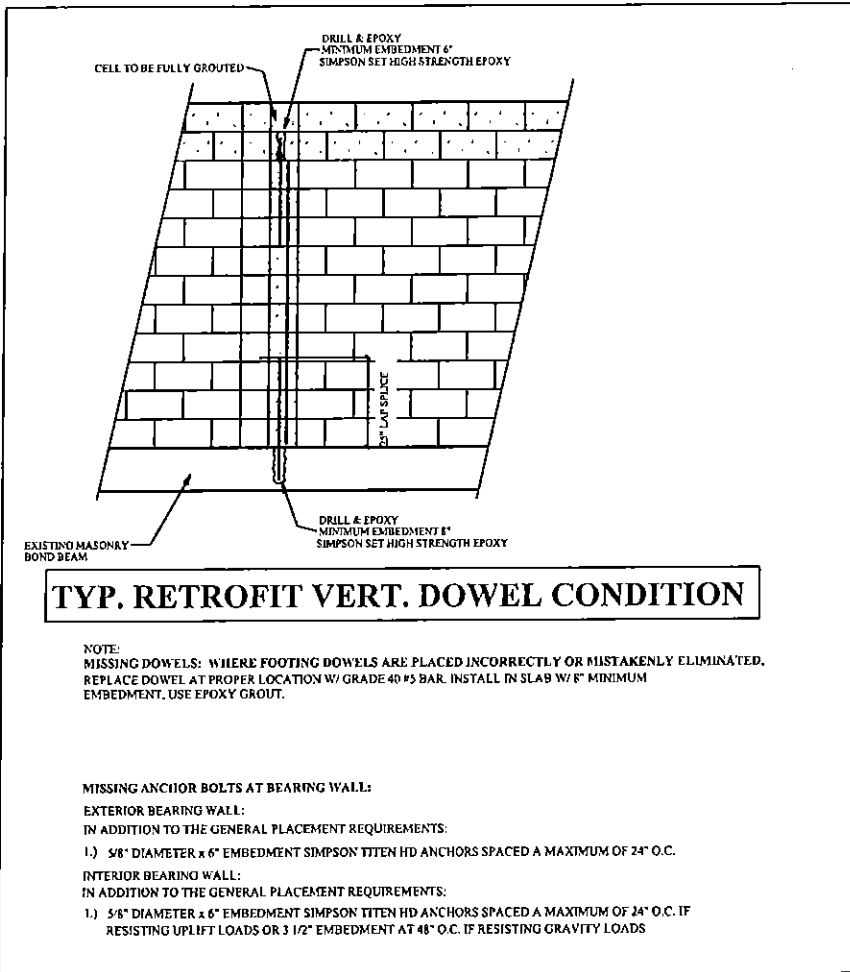 DRILL & EPOXY
MINIMUM EMBEDMENT 6"
SIMPSON SET HIGH STRENGTH EPOXY
CELL TO BE FULLY GROUTED
25" LAP SPLICE
DRILL & EPOXY
MINIMUM EMBEDMENT 8"
SIMPSON SET HIGH STRENGTH EPOXY
EXISTING MASONRY
BOND BEAM
TYP. RETROFIT VERT. DOWEL CONDITION
NOTE:
MISSING DOWELS: WHERE FOOTING DOWELS ARE PLACED INCORRECTLY OR MISTAKENLY ELIMINATED,
REPLACE DOWEL AT PROPER LOCATION W/ GRADE 40 #5 BAR. INSTALL IN SLAB W/ 8" MINIMUM
EMBEDMENT. USE EPOXY GROUT.
MISSING ANCHOR BOLTS AT BEARING WALL:
EXTERIOR BEARING WALL:
IN ADDITION TO THE GENERAL PLACEMENT REQUIREMENTS:
1.) 5/8" DIAMETER x 6" EMBEDMENT SIMPSON TITEN HD ANCHORS SPACED A MAXIMUM OF 24" O.C.
INTERIOR BEARING WALL:
IN ADDITION TO THE GENERAL PLACEMENT REQUIREMENTS:
1.) 5/8" DIAMETER x 6" EMBEDMENT SIMPSON TITEN HD ANCHORS SPACED A MAXIMUM OF 24" O.C. IF
RESISTING UPLIFT LOADS OR 3 1/2" EMBEDMENT AT 48" O.C. IF RESISTING GRAVITY LOADS